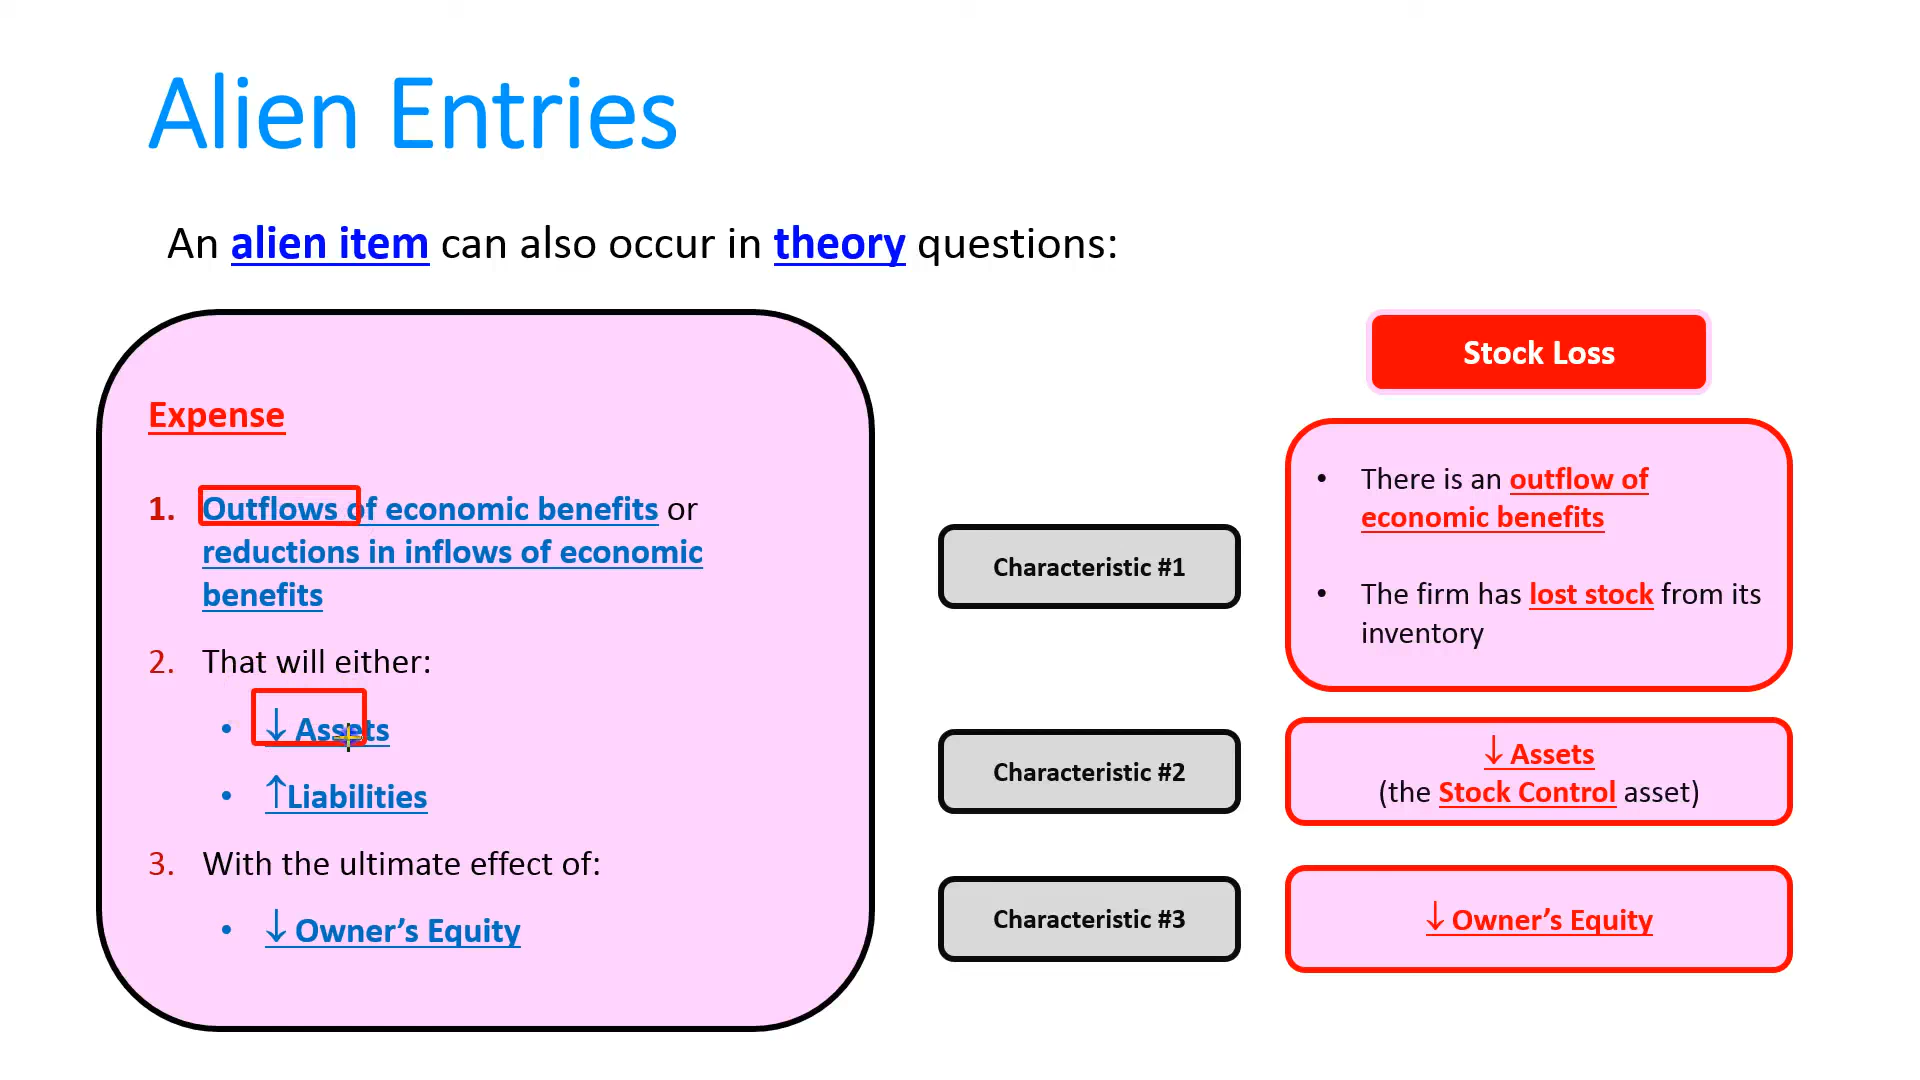 Alien Entries
An alien item can also occur in theory questions:
Expense
1. Outflows of economic benefits or
reductions in inflows of economic
benefits
2. That will either:
• ↓ Assets
• ↑Liabilities
3. With the ultimate effect of:
• ↓ Owner's Equity
Characteristic #1
Characteristic #2
Characteristic #3
Stock Loss
• There is an outflow of
economic benefits
• The firm has lost stock from its
inventory
↓ Assets
(the Stock Control asset)
↓ Owner's Equity